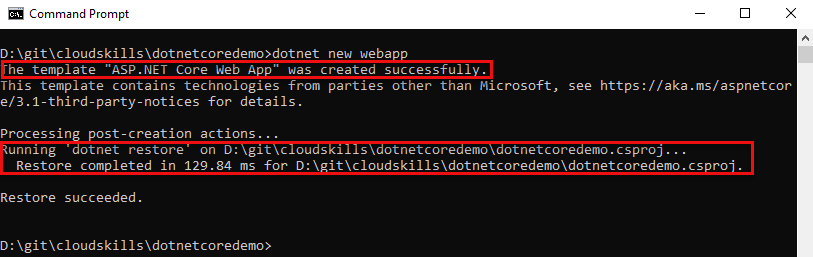 Command Prompt
D:\git\cloudskills\dotnetcoredemo>dotnet new webapp
The template "ASP.NET Core Web App" was created successfully.
This template contains technologies from parties other than Microsoft, see https://aka.ms/aspnetcor
e/3.1-third-party-notices for details.
Processing post-creation actions...
Running 'dotnet restore' on D:\git\cloudskills\dotnetcoredemo\dotnetcoredemo.csproj...
Restore completed in 129.84 ms for D:\git\cloudskills\dotnetcoredemo\dotnetcoredemo.csproj.
Restore succeeded.
D:\git\cloudskills\dotnetcoredemo>